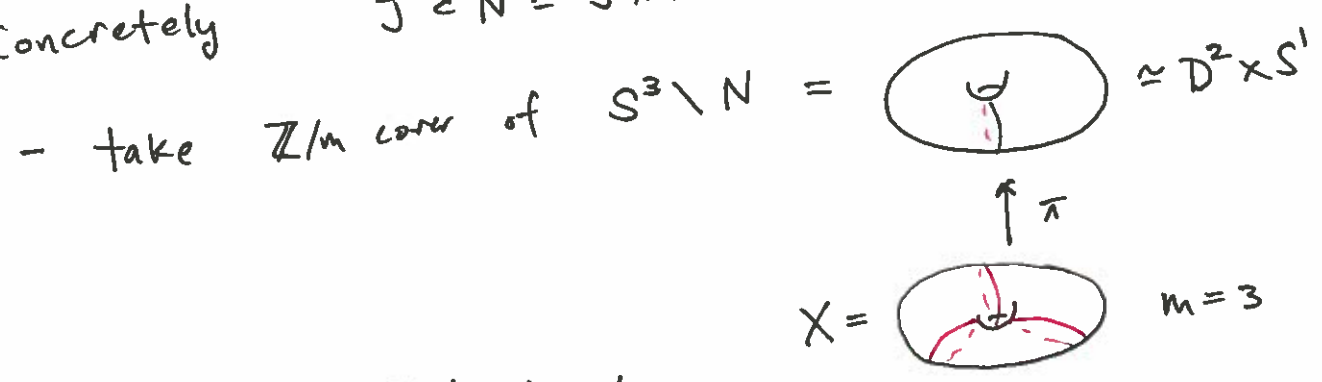 Concretely
- take ℤ/m cover of S³ \ N = ≃ D² × S¹
π
X = m = 3